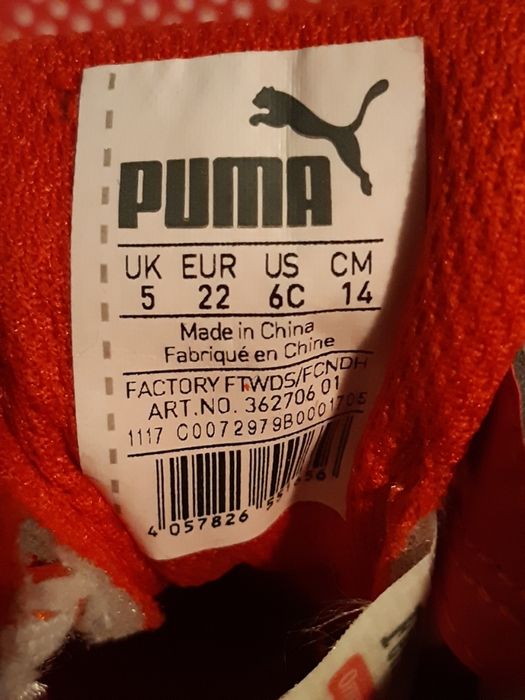 PUMA
UK EUR US CM
5 22 6C 14
Made in China
Fabriqué en Chine
FACTORY FTWDS/FCNDH
ART.NO. 362706 01
1117 C0072979B0001705
4 057826